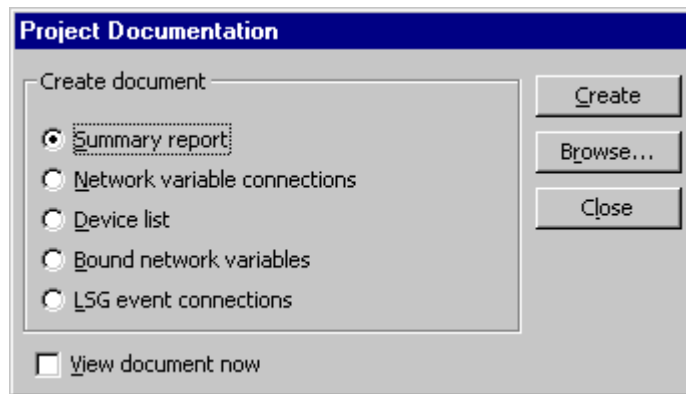 Project Documentation
Create document
Summary report
Network variable connections
Device list
Bound network variables
LSG event connections
View document now
Create
Browse...
Close